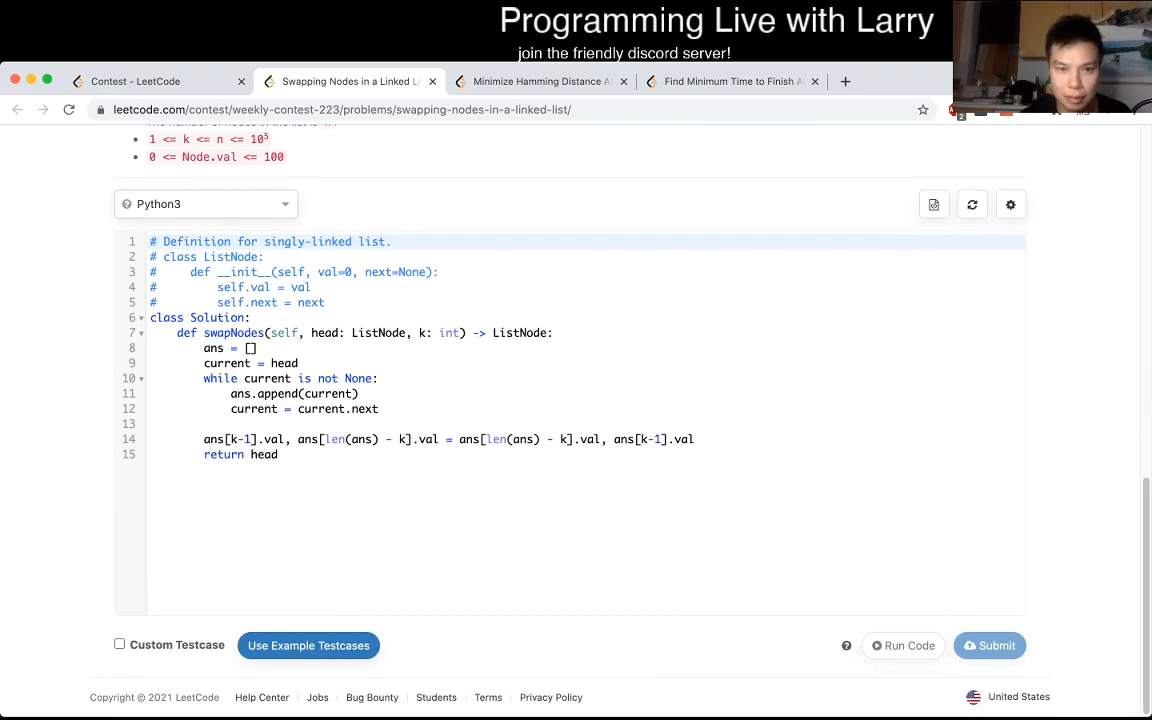 Programming Live with Larry
join the friendly discord server!
Contest - LeetCode
Swapping Nodes in a Linked Li
Minimize Hamming Distance A
Find Minimum Time to Finish A
leetcode.com/contest/weekly-contest-223/problems/swapping-nodes-in-a-linked-list/
2
1 <= k <= n <= 10^5
0 <= Node.val <= 100
Python3
1 # Definition for singly-linked list.
2 # class ListNode:
3 #     def __init__(self, val=0, next=None):
4 #         self.val = val
5 #         self.next = next
6 class Solution:
7     def swapNodes(self, head: ListNode, k: int) -> ListNode:
8         ans = []
9         current = head
10         while current is not None:
11             ans.append(current)
12             current = current.next
13
14         ans[k-1].val, ans[len(ans) - k].val = ans[len(ans) - k].val, ans[k-1].val
15         return head
Custom Testcase
Use Example Testcases
Run Code
Submit
Copyright © 2021 LeetCode
Help Center
Jobs
Bug Bounty
Students
Terms
Privacy Policy
United States